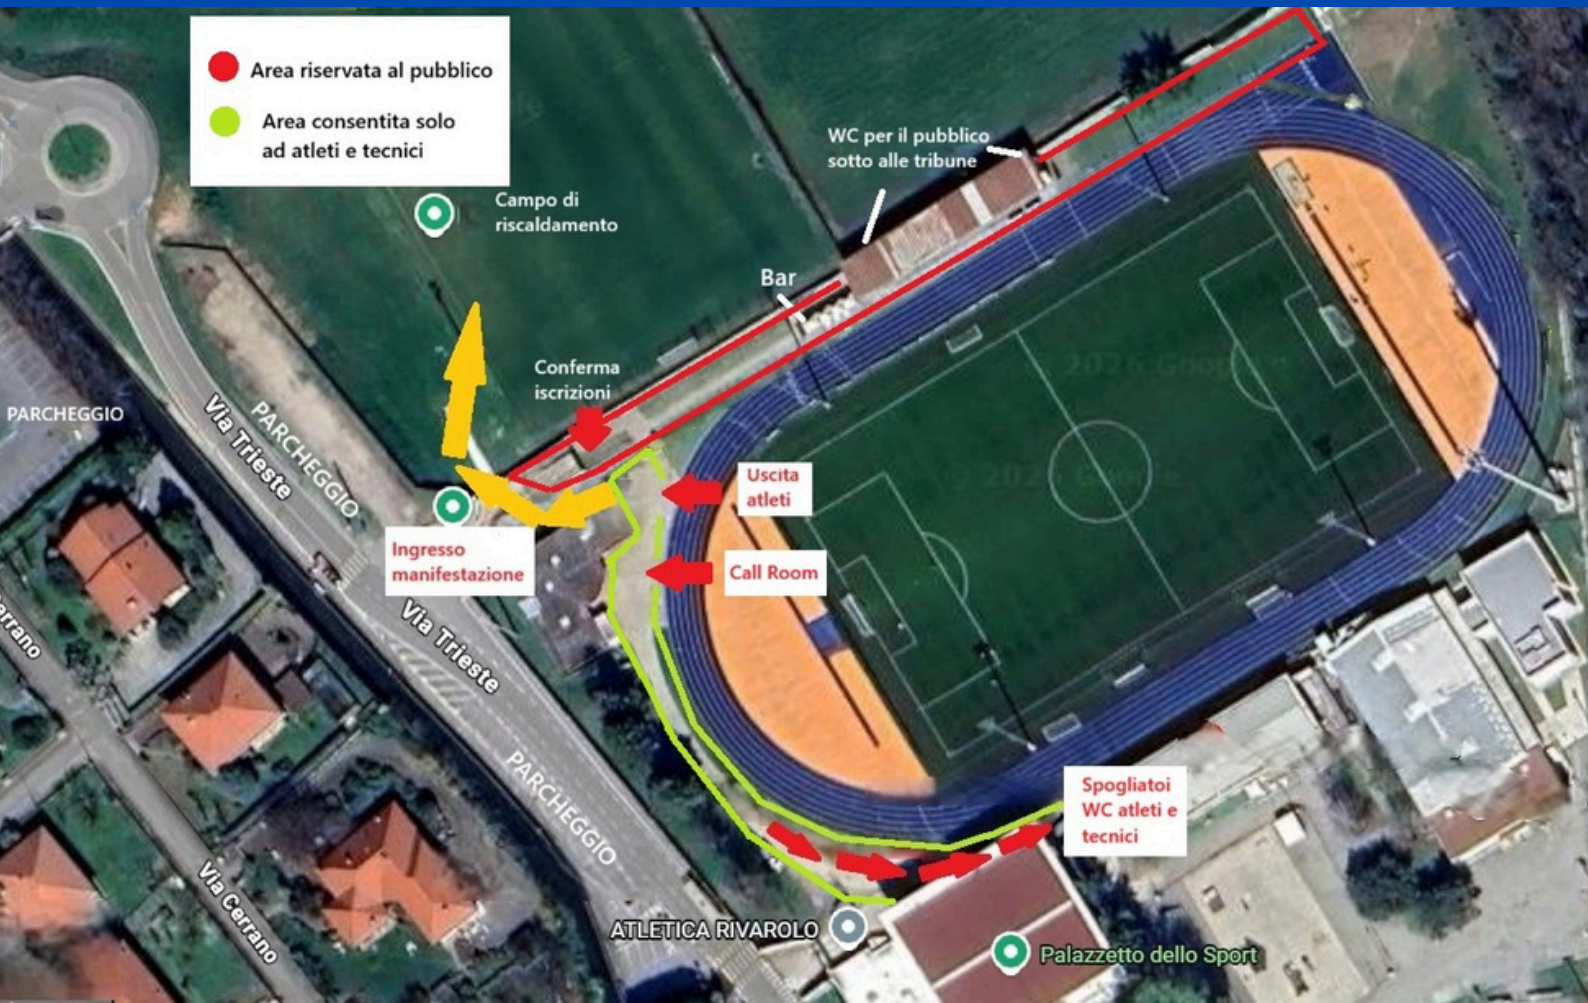 Area riservata al pubblico
Area consentita solo
ad atleti e tecnici
Campo di
riscaldamento
WC per il pubblico
sotto alle tribune
Bar
Conferma
iscrizioni
PARCHEGGIO
PARCHEGGIO
Via Trieste
Uscita
atleti
Ingresso
manifestazione
Call Room
Via Trieste
PARCHEGGIO
Spogliatoi
WC atleti e
tecnici
Via Cerrano
ATLETICA RIVAROLO
Palazzetto dello Sport